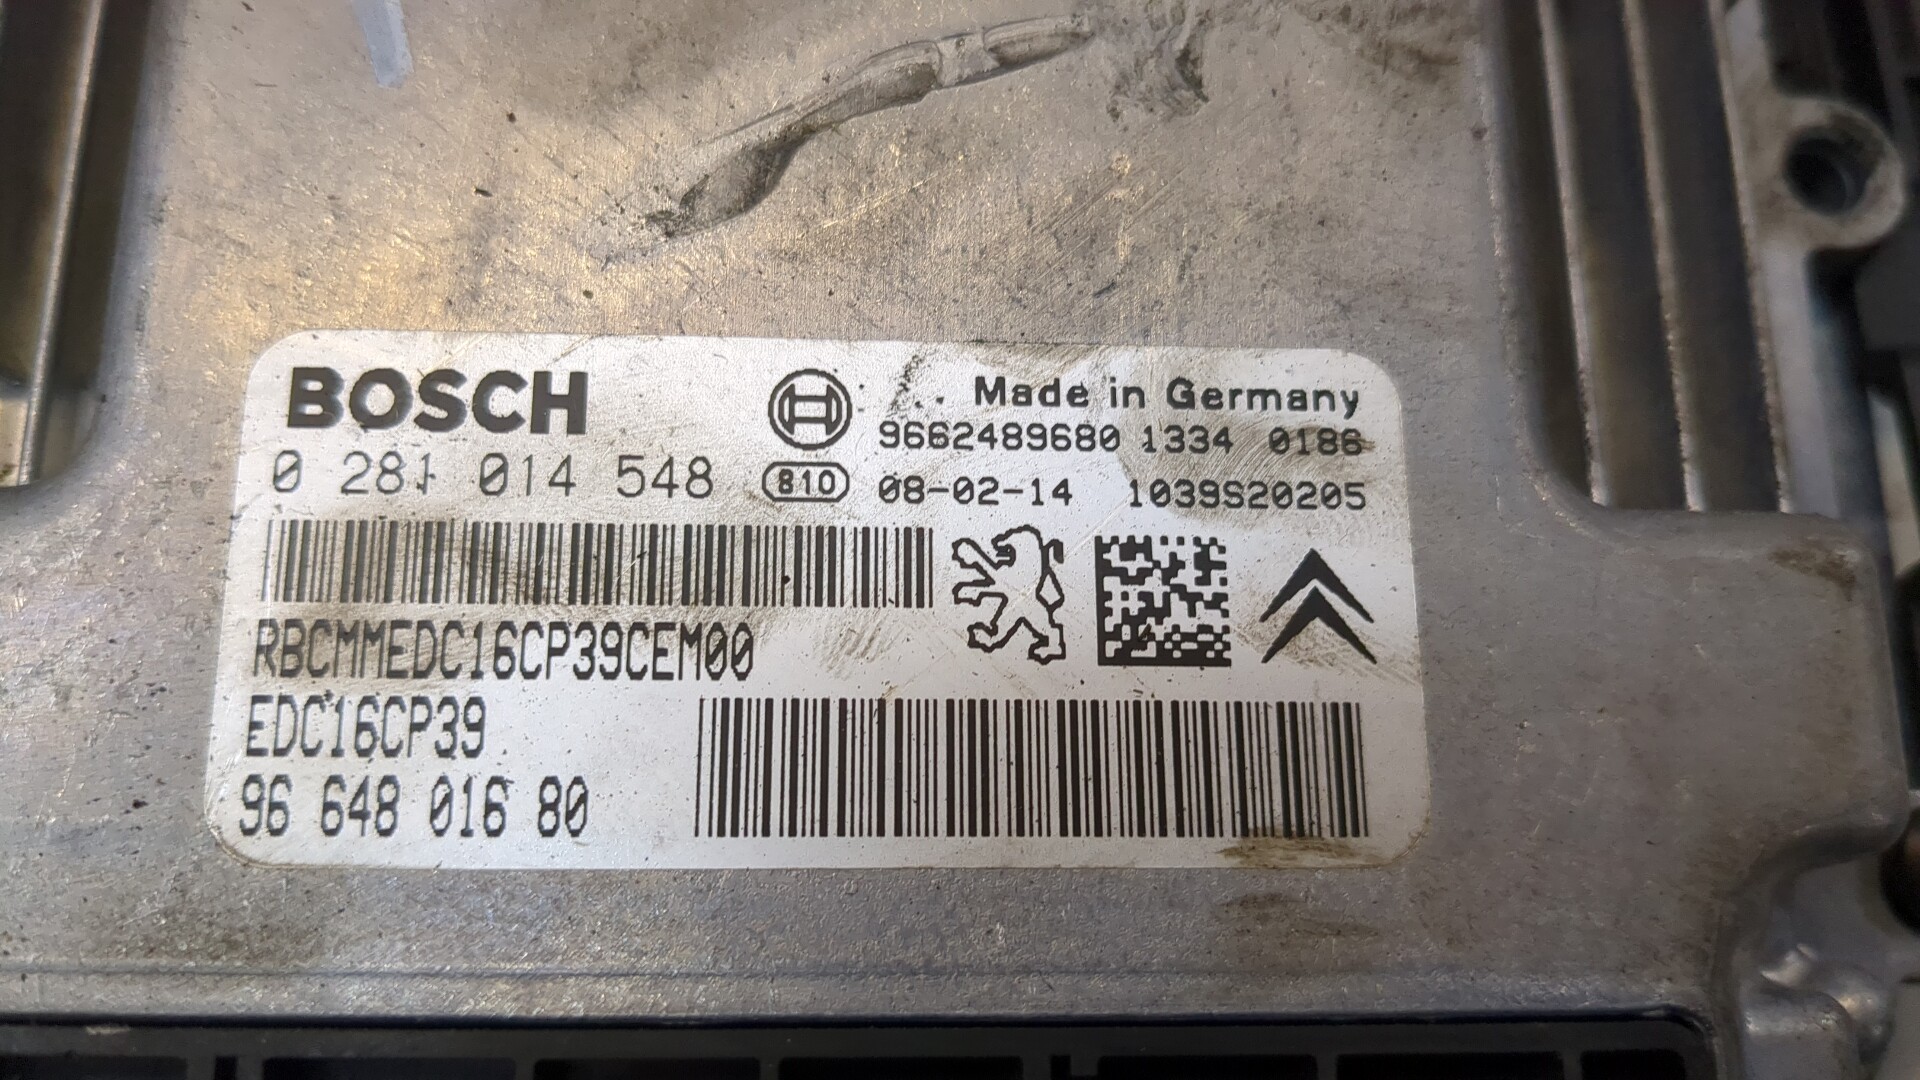 BOSCH
Made in Germany
9662489680 1334 0186
0 281 014 548
810
08-02-14 1039S20205
RBCMMEDC16CP39CEM00
EDC16CP39
96 648 016 80